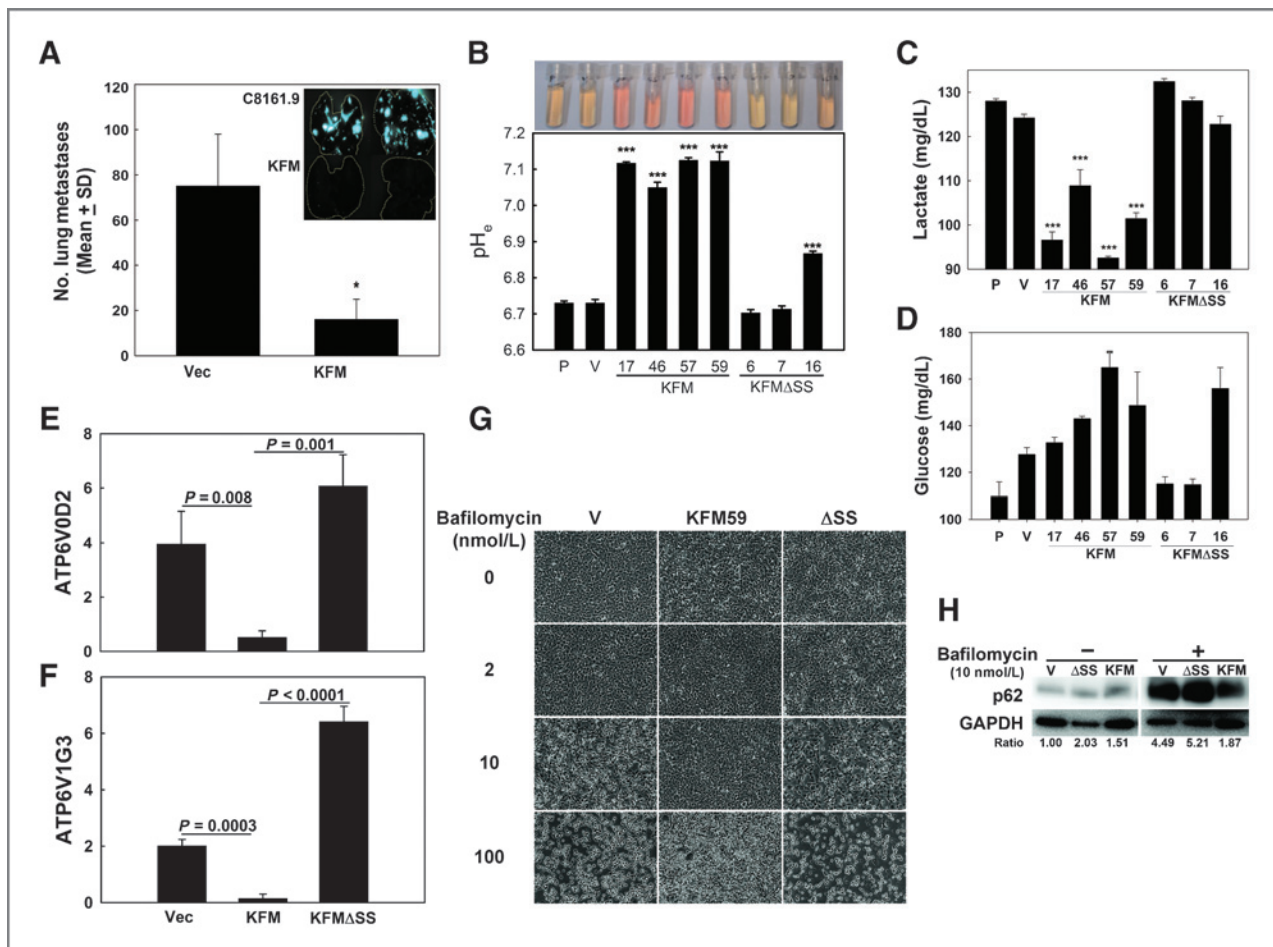 A
No. lung metastases
(Mean ± SD)
120
100
80
60
40
20
0
C8161.9
KFM
*
Vec KFM
B
pHe
7.2
7.1
7.0
6.9
6.8
6.7
6.6
*** *** *** *** ***
P V 17 46 57 59 6 7 16
KFM KFMΔSS
C
Lactate (mg/dL)
130
120
110
100
90
*** *** *** ***
P V 17 46 57 59 6 7 16
KFM KFMΔSS
D
Glucose (mg/dL)
180
160
140
120
100
P V 17 46 57 59 6 7 16
KFM KFMΔSS
E
ATP6V0D2
8
6
4
2
0
P = 0.001
P = 0.008
F
ATP6V1G3
8
6
4
2
0
P < 0.0001
P = 0.0003
Vec KFM KFMΔSS
G
Bafilomycin
(nmol/L)
V KFM59 ΔSS
0
2
10
100
H
Bafilomycin − +
(10 nmol/L) V ΔSS KFM V ΔSS KFM
p62
GAPDH
Ratio 1.00 2.03 1.51 4.49 5.21 1.87